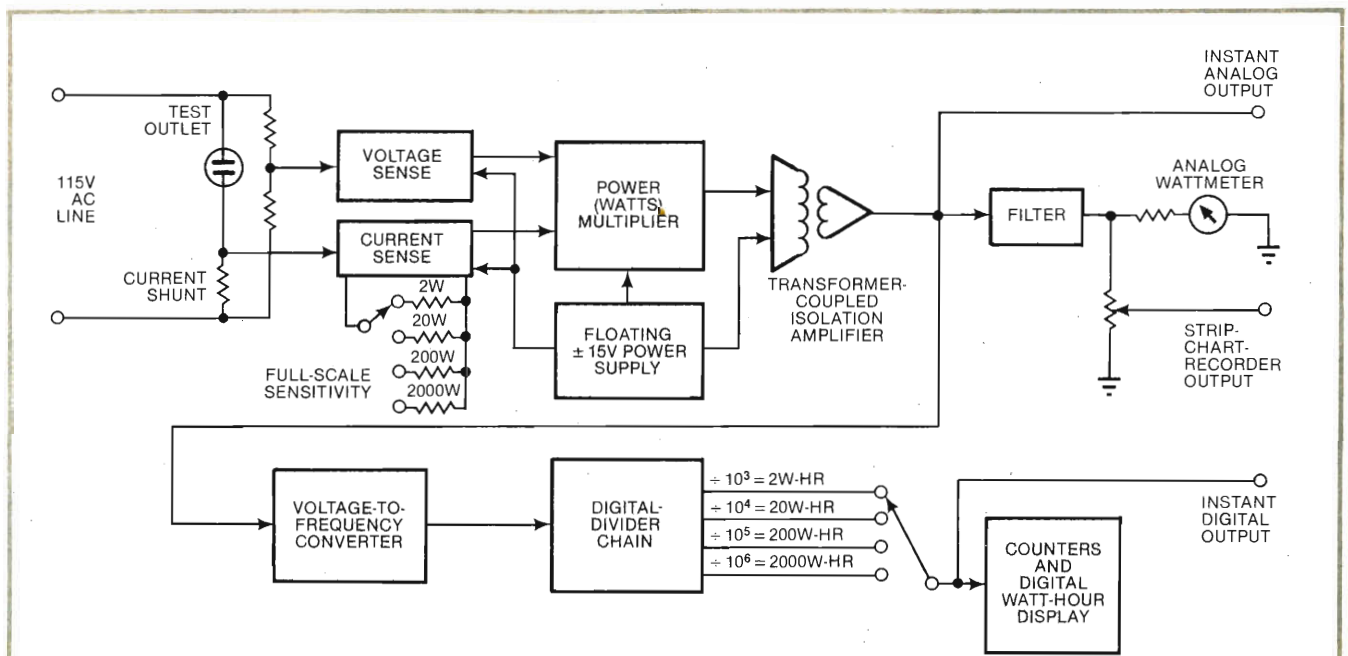 INSTANT
ANALOG
OUTPUT
TEST
OUTLET
115V
AC
LINE
VOLTAGE
SENSE
POWER
(WATTS)
MULTIPLIER
ANALOG
WATTMETER
FILTER
CURRENT
SENSE
CURRENT
SHUNT
2W
20W
200W
2000W
FULL-SCALE
SENSITIVITY
FLOATING
± 15V POWER
SUPPLY
TRANSFORMER-
COUPLED
ISOLATION
AMPLIFIER
STRIP-
CHART-
RECORDER
OUTPUT
VOLTAGE-TO-
FREQUENCY
CONVERTER
DIGITAL-
DIVIDER
CHAIN
÷ 10³ = 2W-HR
÷ 10⁴ = 20W-HR
÷ 10⁵ = 200W-HR
÷ 10⁶ = 2000W-HR
INSTANT
DIGITAL
OUTPUT
COUNTERS
AND
DIGITAL
WATT-HOUR
DISPLAY